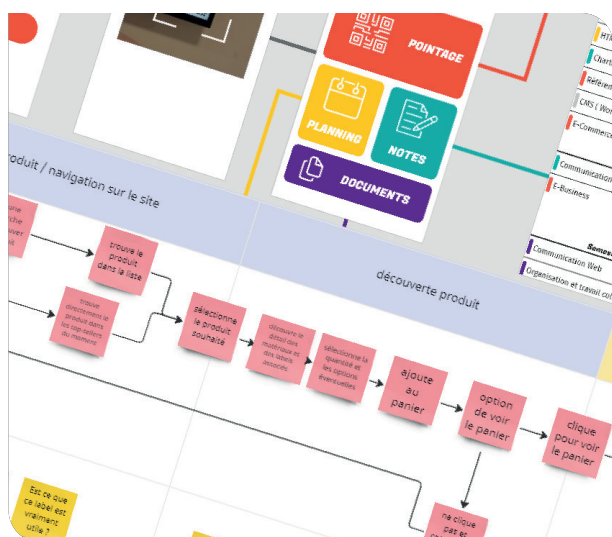 POINTAGE
PLANNING
NOTES
DOCUMENTS
Chart
Référen
CMS ( Wor
E-Commerce
Communication
E-Business
Semes
Communication Web
Organisation et travail col
roduit / navigation sur le site
découverte produit
une
trouve le
produit
dans la liste
trouve
directement le
produit dans
les top-sellers
du moment
sélectionne
le produit
souhaité
découvre le
détail des
matériaux et
des labels
associés
sélectionne la
quantité et
les options
éventuelles
ajoute
au
panier
option
de voir
le panier
clique
pour voir
le panier
ne clique
pas et
Est ce que
ce label est
vraiment
utile ?